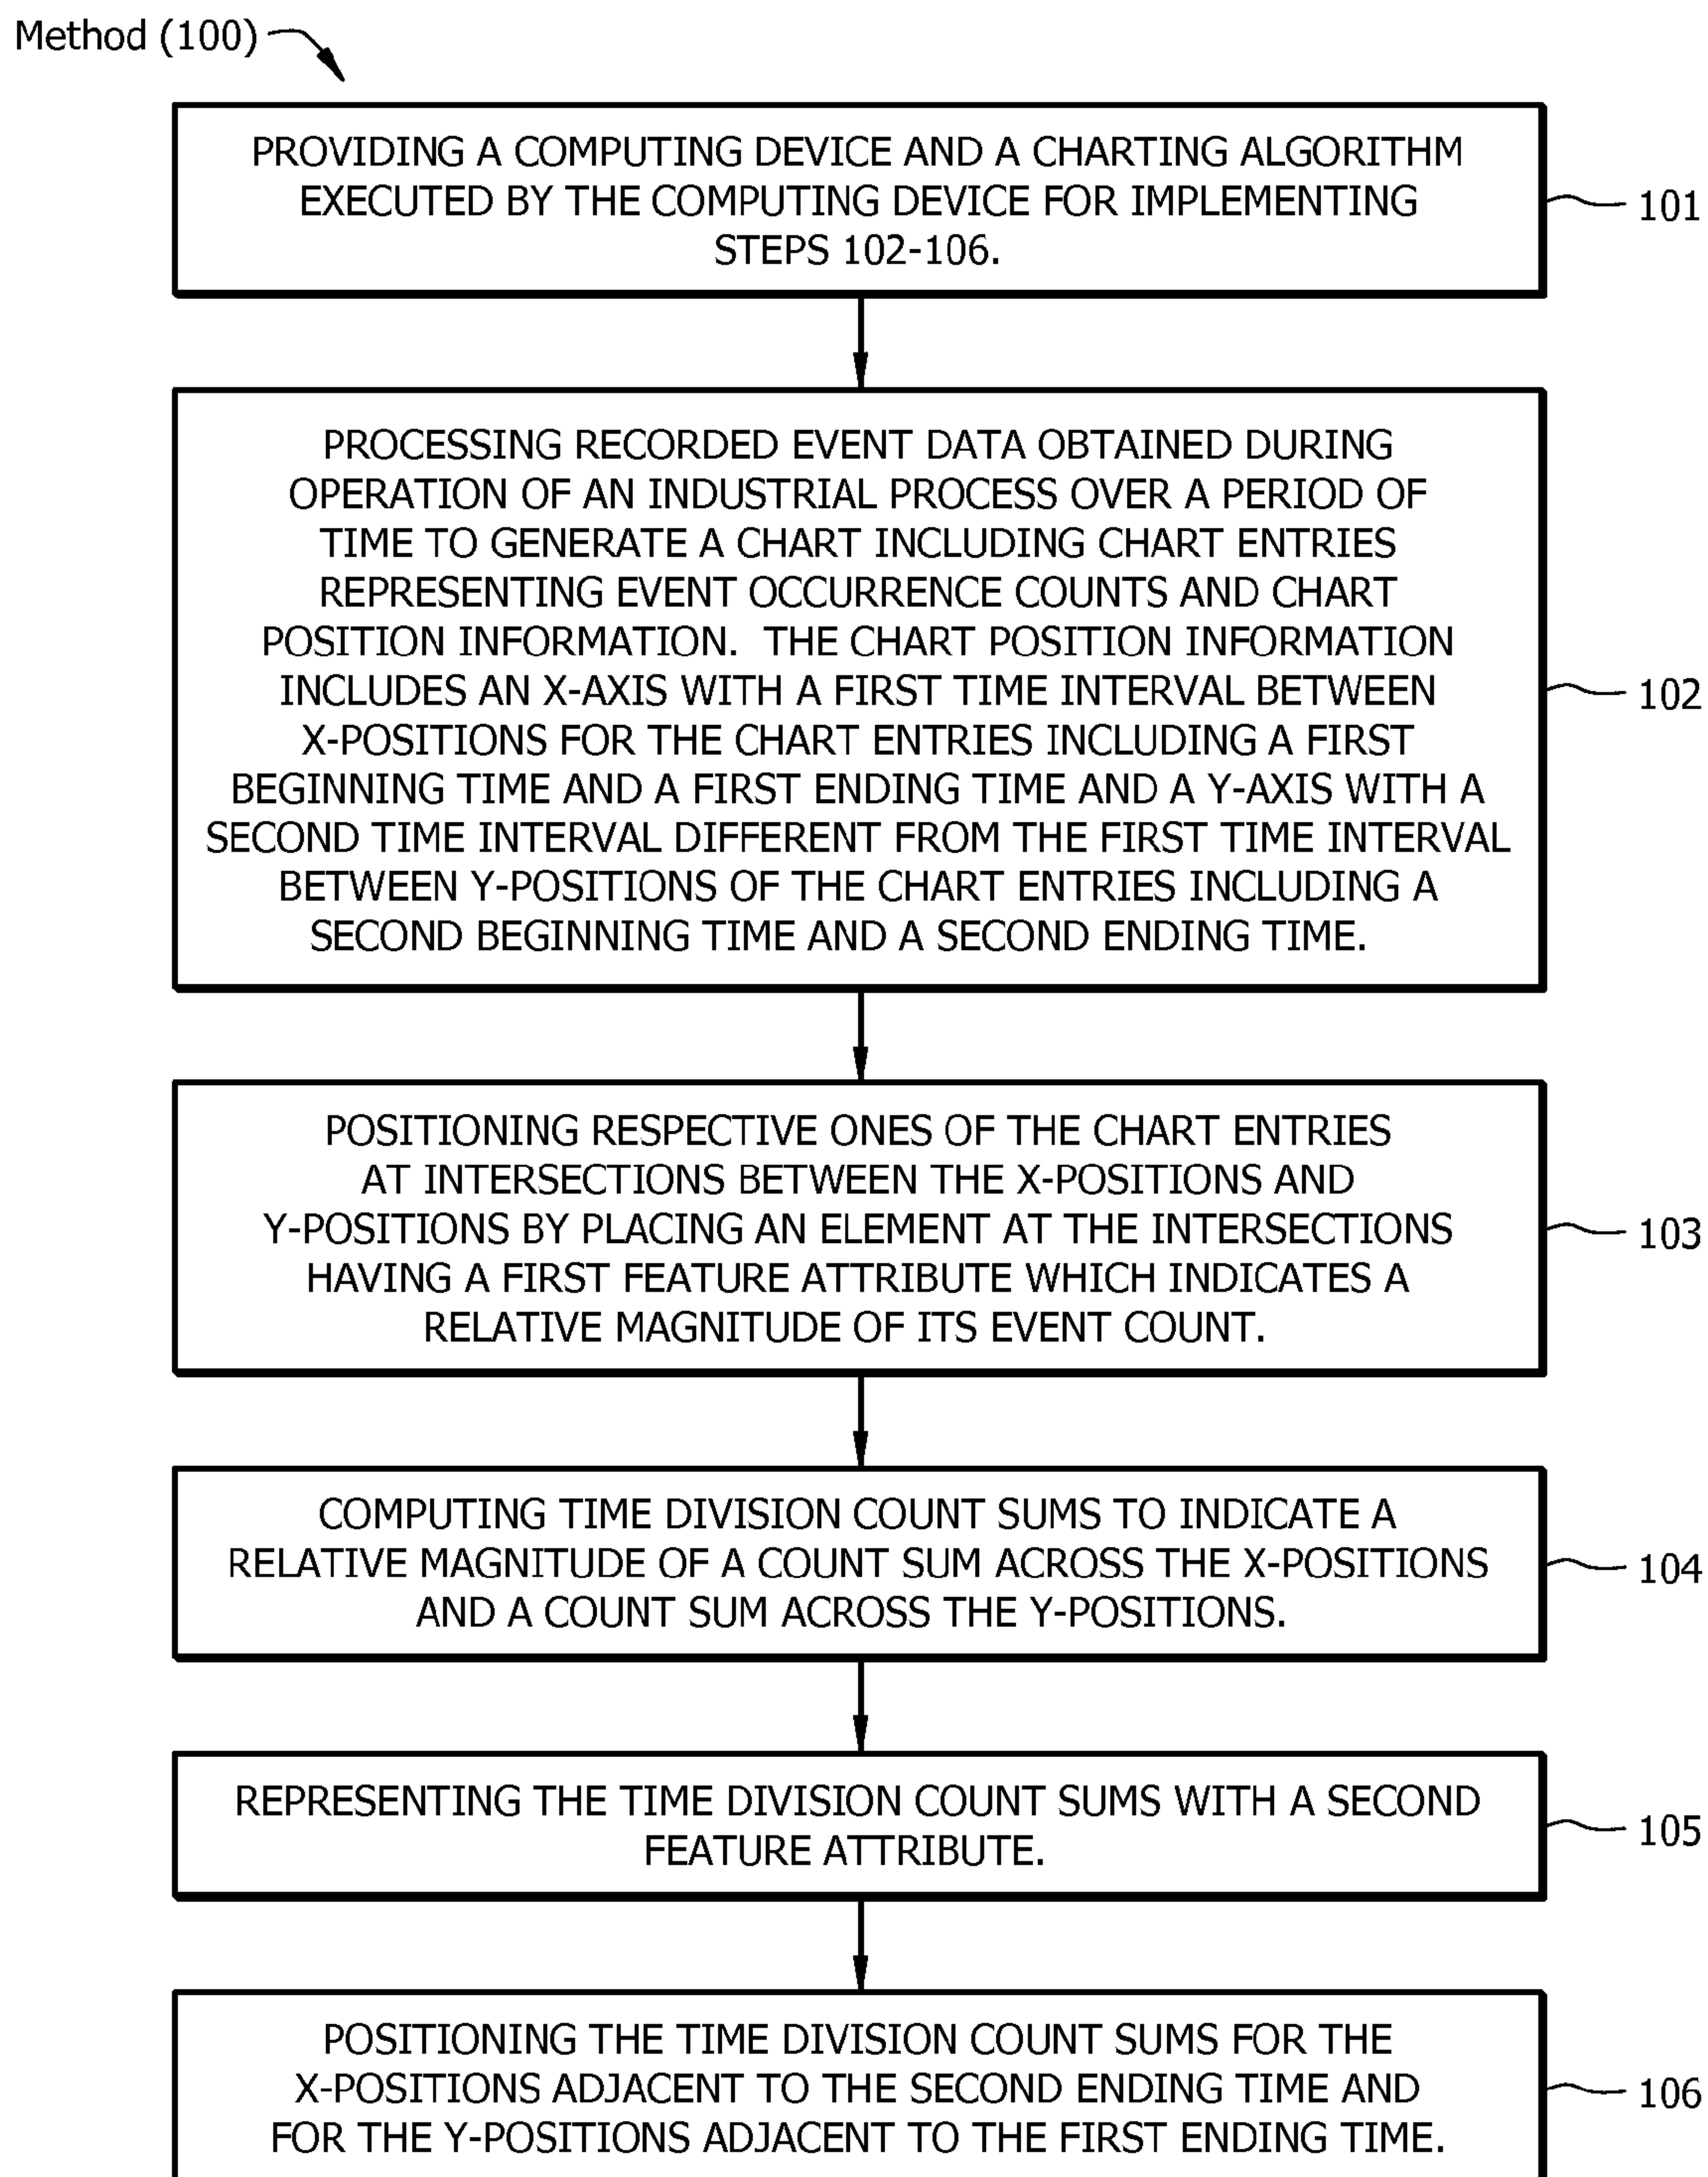 Method (100)
PROVIDING A COMPUTING DEVICE AND A CHARTING ALGORITHM
EXECUTED BY THE COMPUTING DEVICE FOR IMPLEMENTING
STEPS 102-106.
101
PROCESSING RECORDED EVENT DATA OBTAINED DURING
OPERATION OF AN INDUSTRIAL PROCESS OVER A PERIOD OF
TIME TO GENERATE A CHART INCLUDING CHART ENTRIES
REPRESENTING EVENT OCCURRENCE COUNTS AND CHART
POSITION INFORMATION. THE CHART POSITION INFORMATION
INCLUDES AN X-AXIS WITH A FIRST TIME INTERVAL BETWEEN
X-POSITIONS FOR THE CHART ENTRIES INCLUDING A FIRST
BEGINNING TIME AND A FIRST ENDING TIME AND A Y-AXIS WITH A
SECOND TIME INTERVAL DIFFERENT FROM THE FIRST TIME INTERVAL
BETWEEN Y-POSITIONS OF THE CHART ENTRIES INCLUDING A
SECOND BEGINNING TIME AND A SECOND ENDING TIME.
102
POSITIONING RESPECTIVE ONES OF THE CHART ENTRIES
AT INTERSECTIONS BETWEEN THE X-POSITIONS AND
Y-POSITIONS BY PLACING AN ELEMENT AT THE INTERSECTIONS
HAVING A FIRST FEATURE ATTRIBUTE WHICH INDICATES A
RELATIVE MAGNITUDE OF ITS EVENT COUNT.
103
COMPUTING TIME DIVISION COUNT SUMS TO INDICATE A
RELATIVE MAGNITUDE OF A COUNT SUM ACROSS THE X-POSITIONS
AND A COUNT SUM ACROSS THE Y-POSITIONS.
104
REPRESENTING THE TIME DIVISION COUNT SUMS WITH A SECOND
FEATURE ATTRIBUTE.
105
POSITIONING THE TIME DIVISION COUNT SUMS FOR THE
X-POSITIONS ADJACENT TO THE SECOND ENDING TIME AND
FOR THE Y-POSITIONS ADJACENT TO THE FIRST ENDING TIME.
106